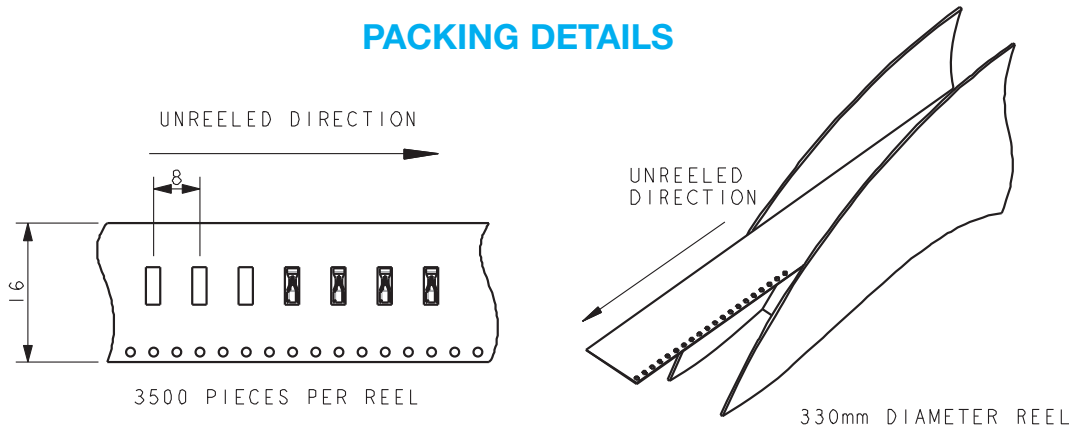 PACKING DETAILS
UNREELED DIRECTION
8
16
3500 PIECES PER REEL
UNREELED
DIRECTION
330mm DIAMETER REEL